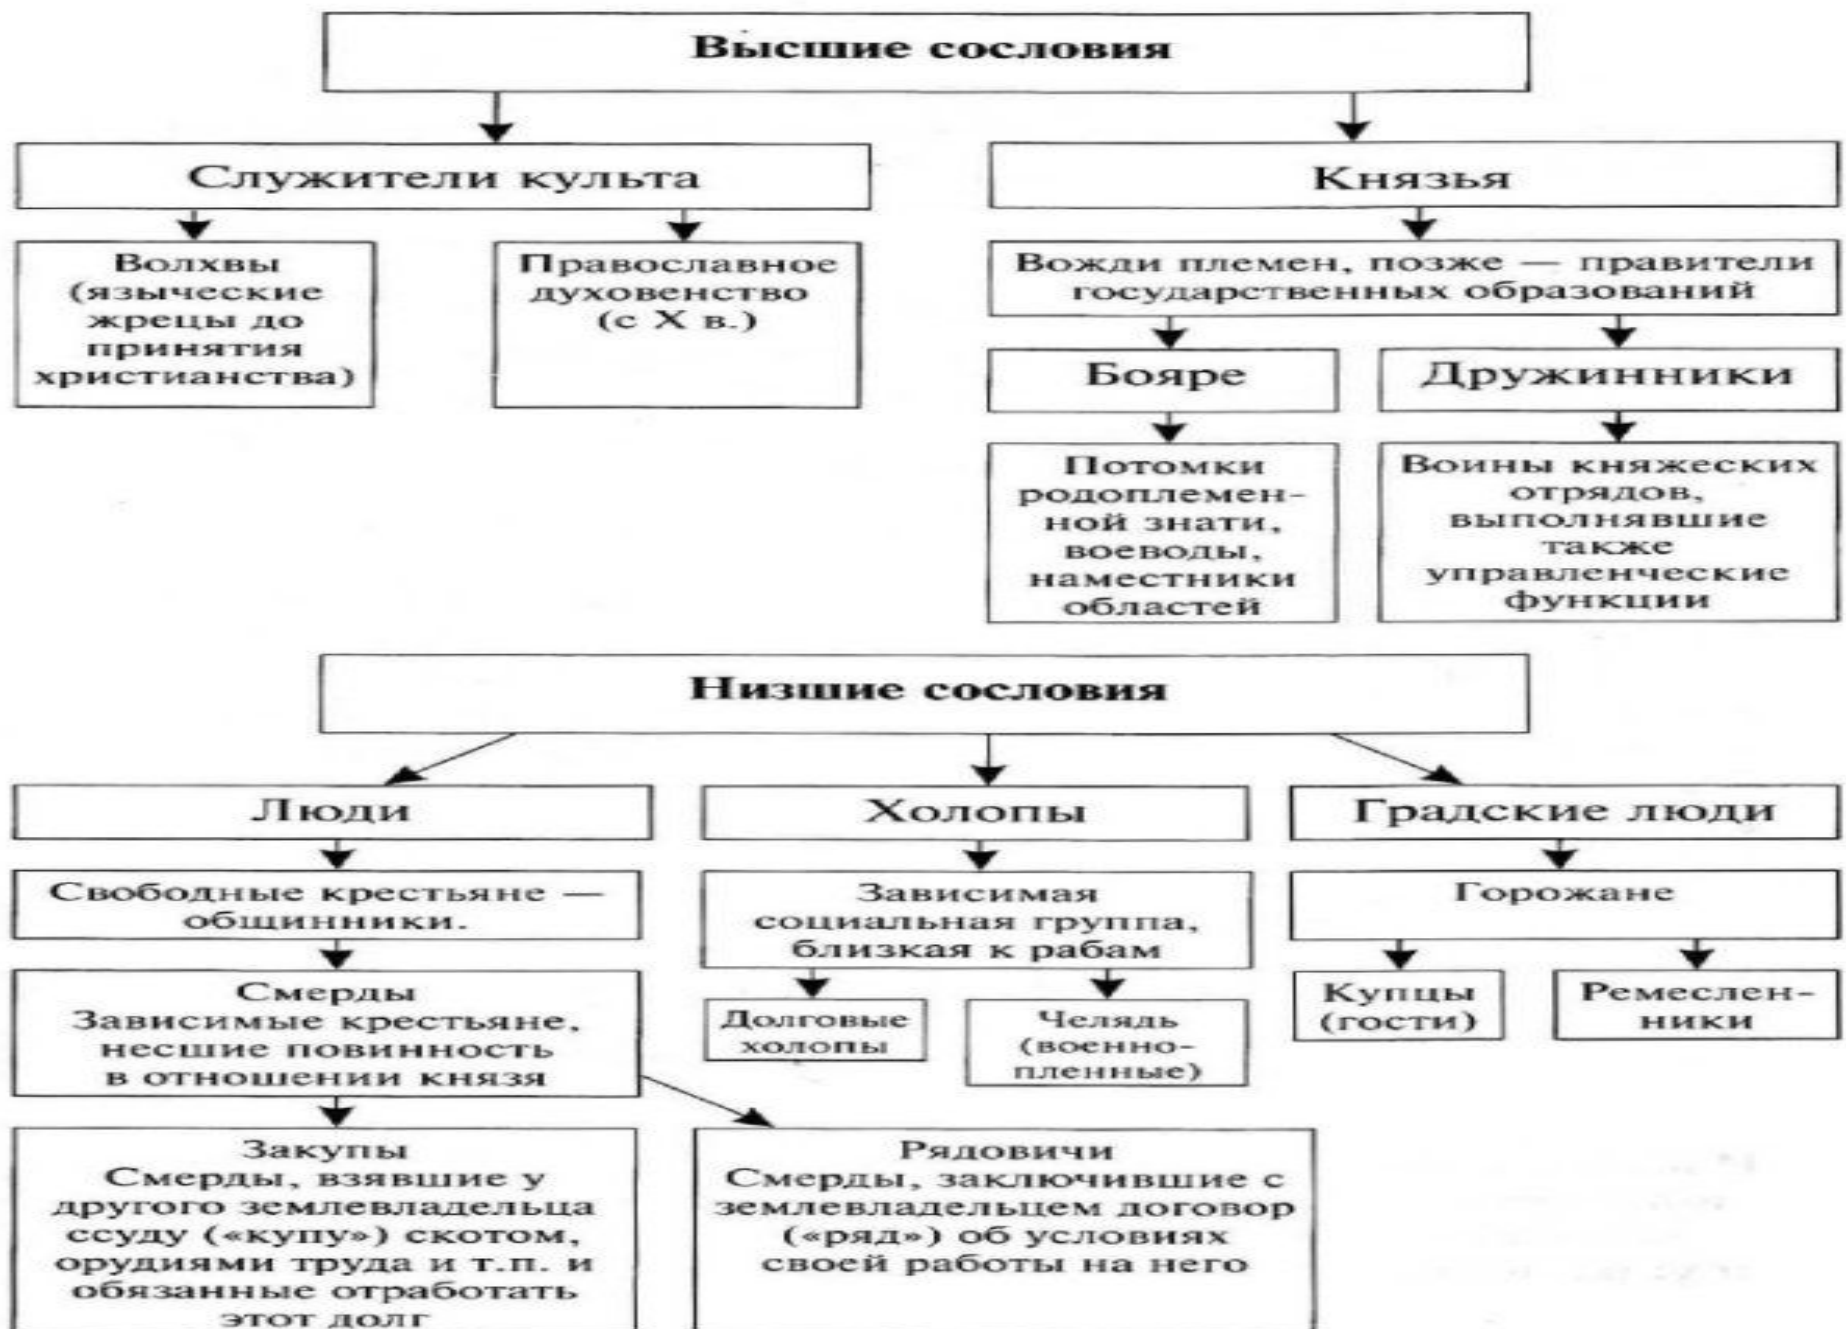 Высшие сословия
Служители культа
Князья
Волхвы
(языческие
жрецы до
принятия
христианства)
Православное
духовенство
(с X в.)
Вожди племен, позже — правители
государственных образований
Бояре
Дружинники
Потомки
родоплемен-
ной знати,
воеводы,
наместники
областей
Воины княжеских
отрядов,
выполнявшие
также
управленческие
функции
Низшие сословия
Люди
Холопы
Градские люди
Свободные крестьяне —
общинники.
Зависимая
социальная группа,
близкая к рабам
Горожане
Смерды
Зависимые крестьяне,
несшие повинность
в отношении князя
Долговые
холопы
Челядь
(военно-
пленные)
Купцы
(гости)
Ремеслен-
ники
Закупы
Смерды, взявшие у
другого землевладельца
ссуду («купу») скотом,
орудиями труда и т.п. и
обязанные отработать
этот долг
Рядовичи
Смерды, заключившие с
землевладельцем договор
(«ряд») об условиях
своей работы на него